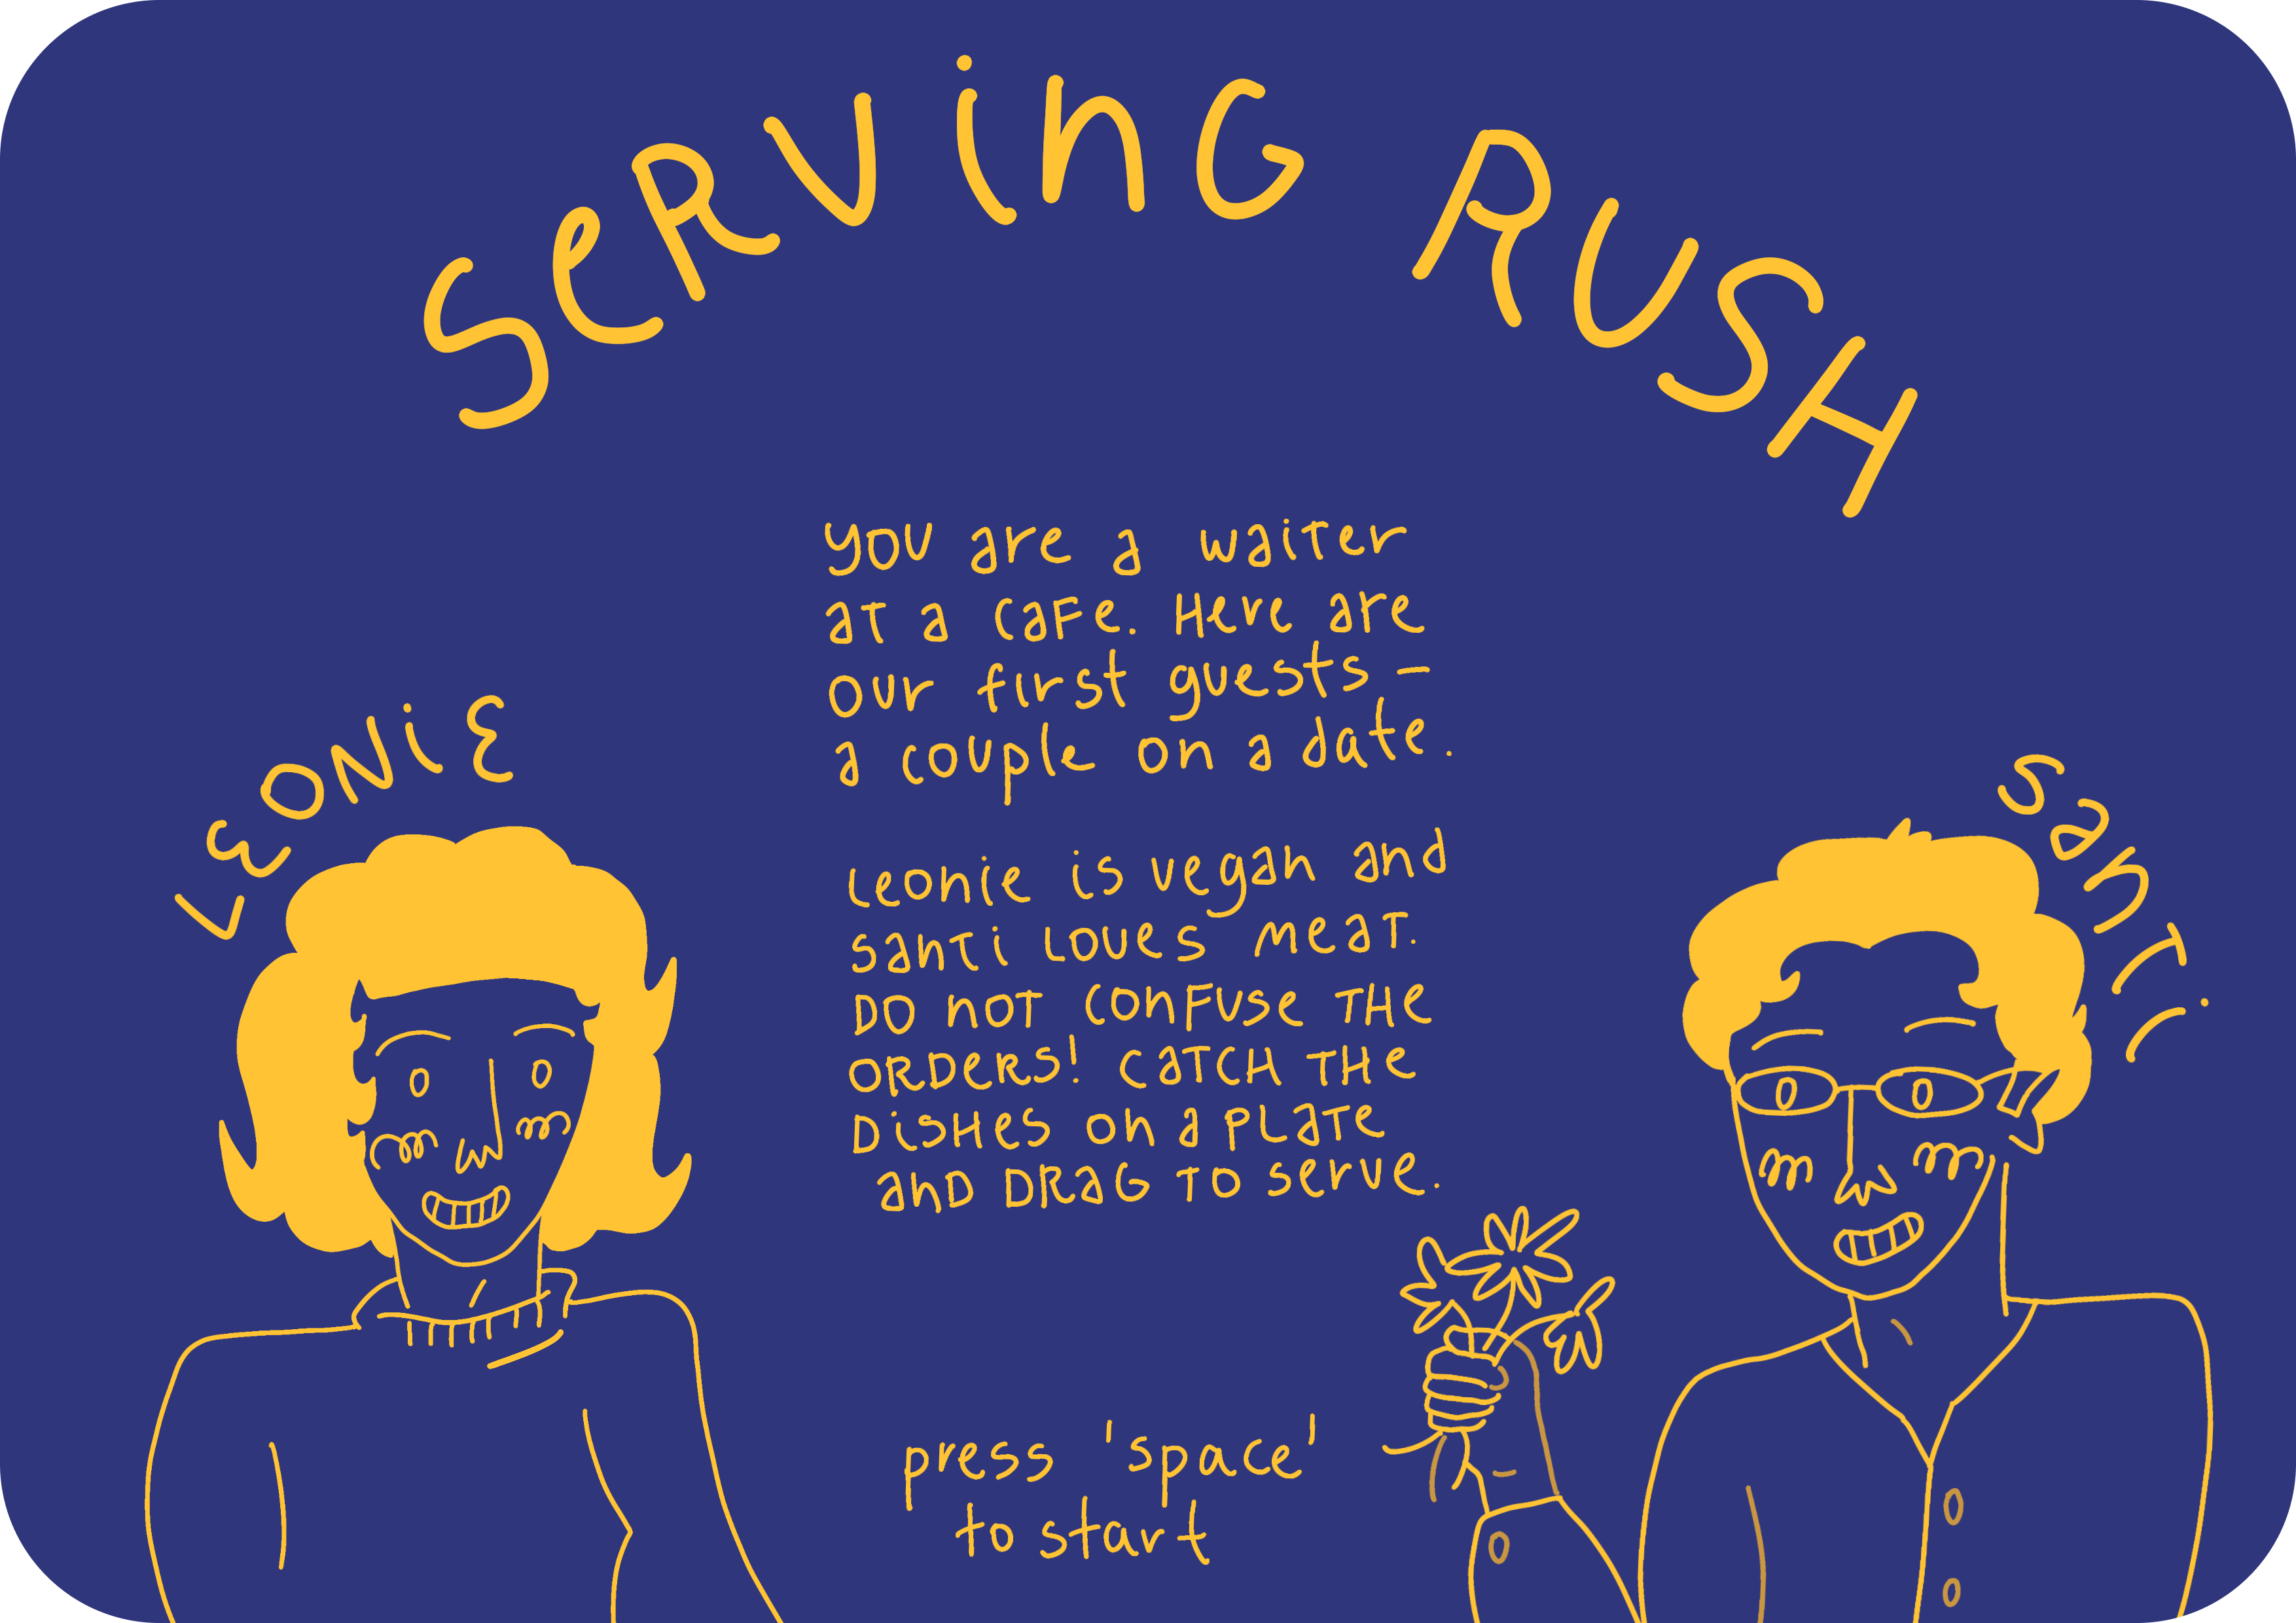 SeRViNG RUSH
you are a waiter
at a cafe. Here are
our first guests -
a couple on a date.
LEONiE
SanTi
Leonie is vegan and
santi Loves meat.
DO NOT CONFUSE THE
ORDERS! CATCH THE
DiSHeS ON a PLATE
AND DRAG TO serve.
press 'space'
to start